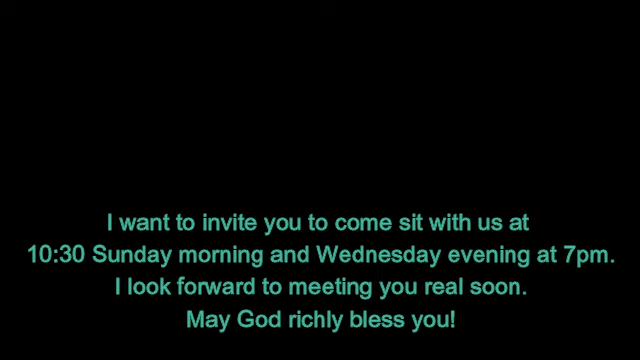 I want to invite you to come sit with us at
10:30 Sunday morning and Wednesday evening at 7pm.
I look forward to meeting you real soon.
May God richly bless you!